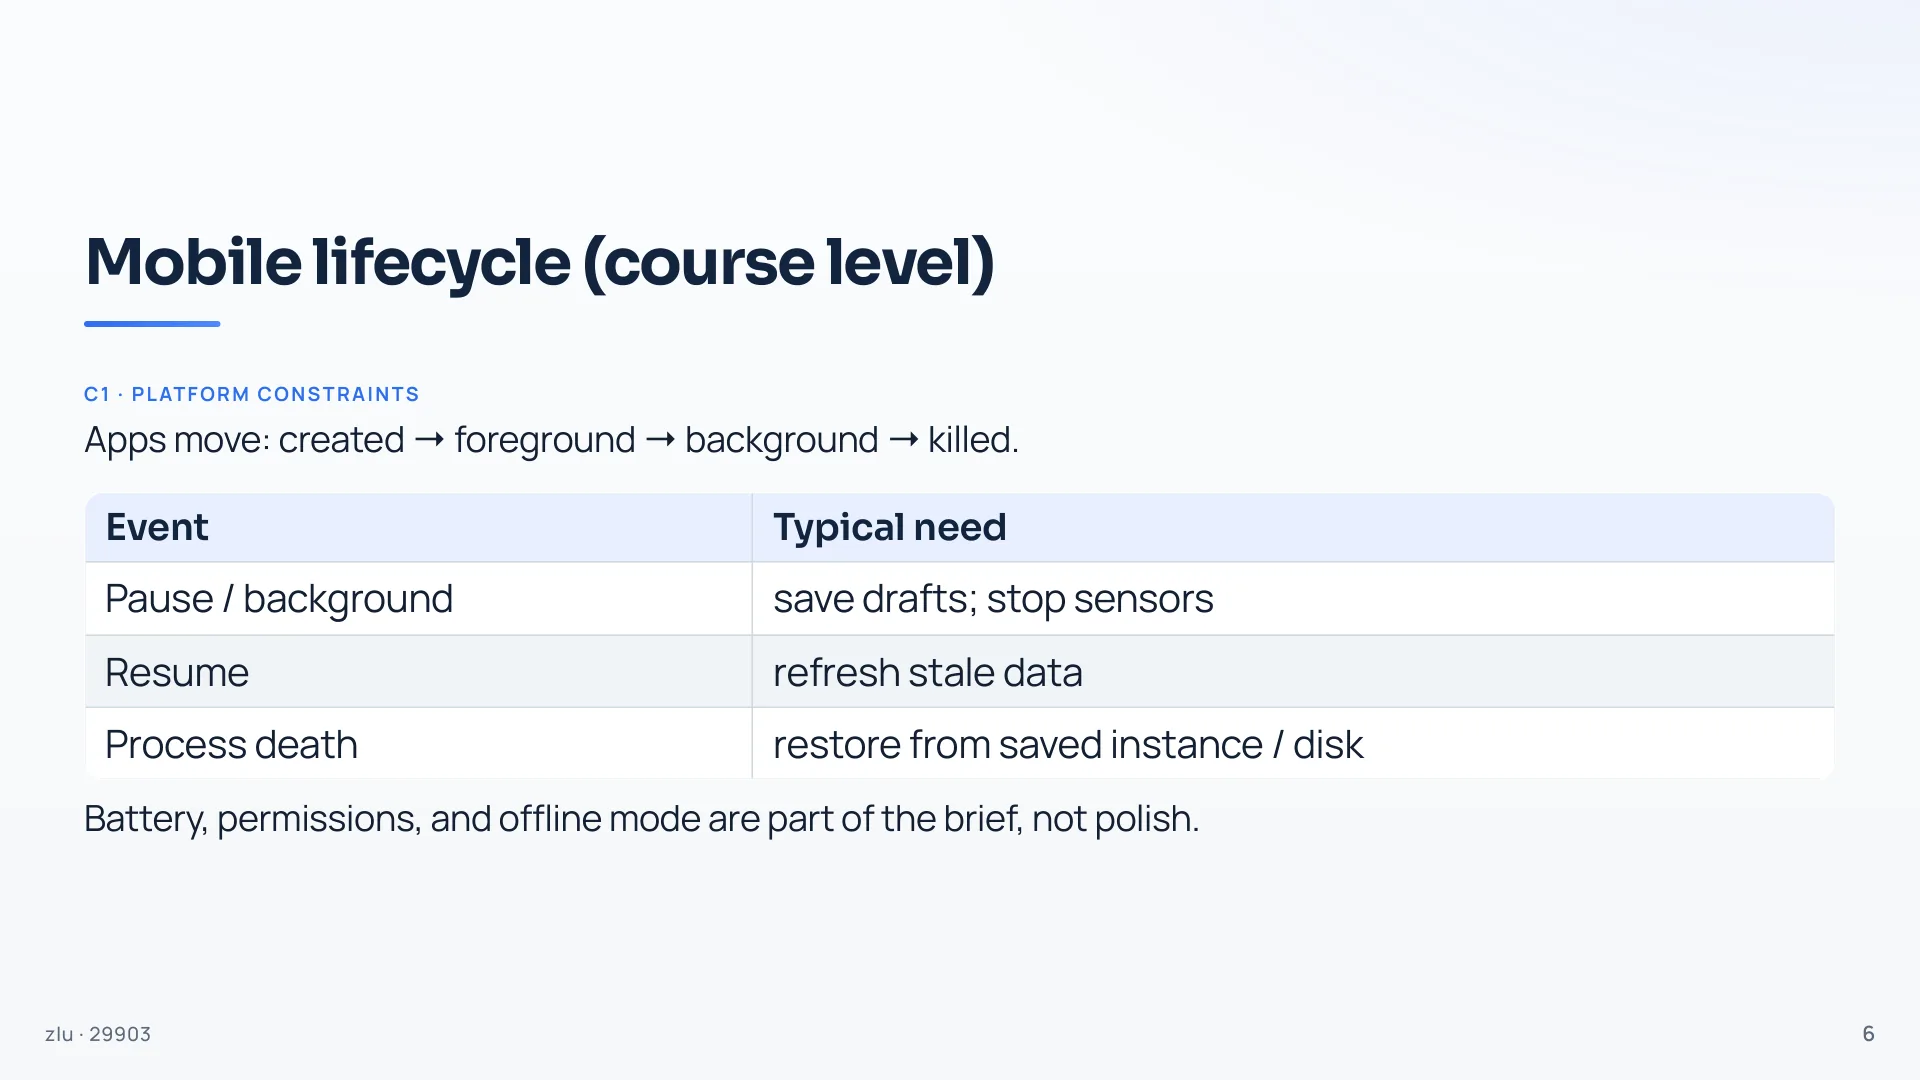 Mobile lifecycle (course level)
C1 · PLATFORM CONSTRAINTS
Apps move: created → foreground → background → killed.
Event Typical need
Pause / background save drafts; stop sensors
Resume refresh stale data
Process death restore from saved instance / disk
Battery, permissions, and offline mode are part of the brief, not polish.
zlu · 29903
6